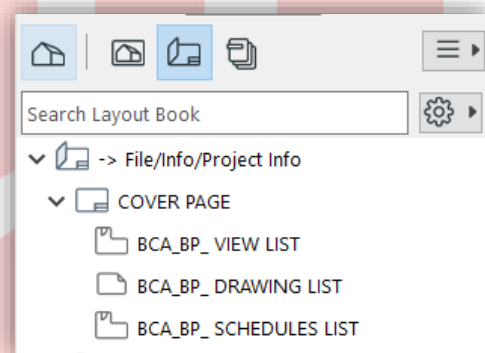 Search Layout Book
-> File/Info/Project Info
COVER PAGE
BCA_BP_ VIEW LIST
BCA_BP_ DRAWING LIST
BCA_BP_ SCHEDULES LIST